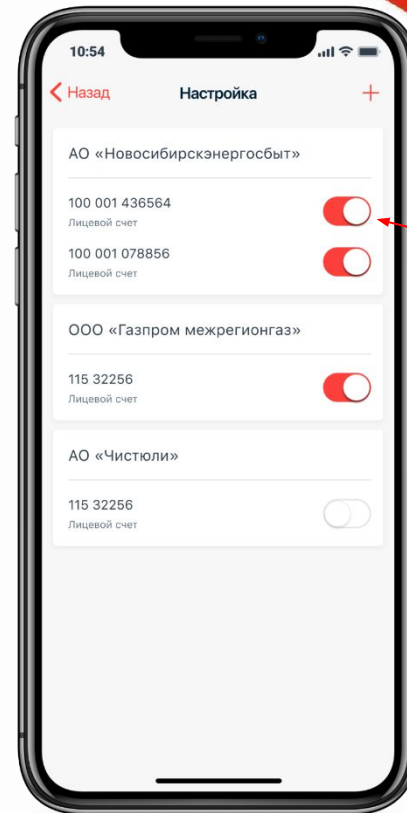 10:54
Назад
Настройка
АО «Новосибирскэнергосбыт»
100 001 436564
Лицевой счет
100 001 078856
Лицевой счет
ООО «Газпром межрегионгаз»
115 32256
Лицевой счет
АО «Чистюли»
115 32256
Лицевой счет